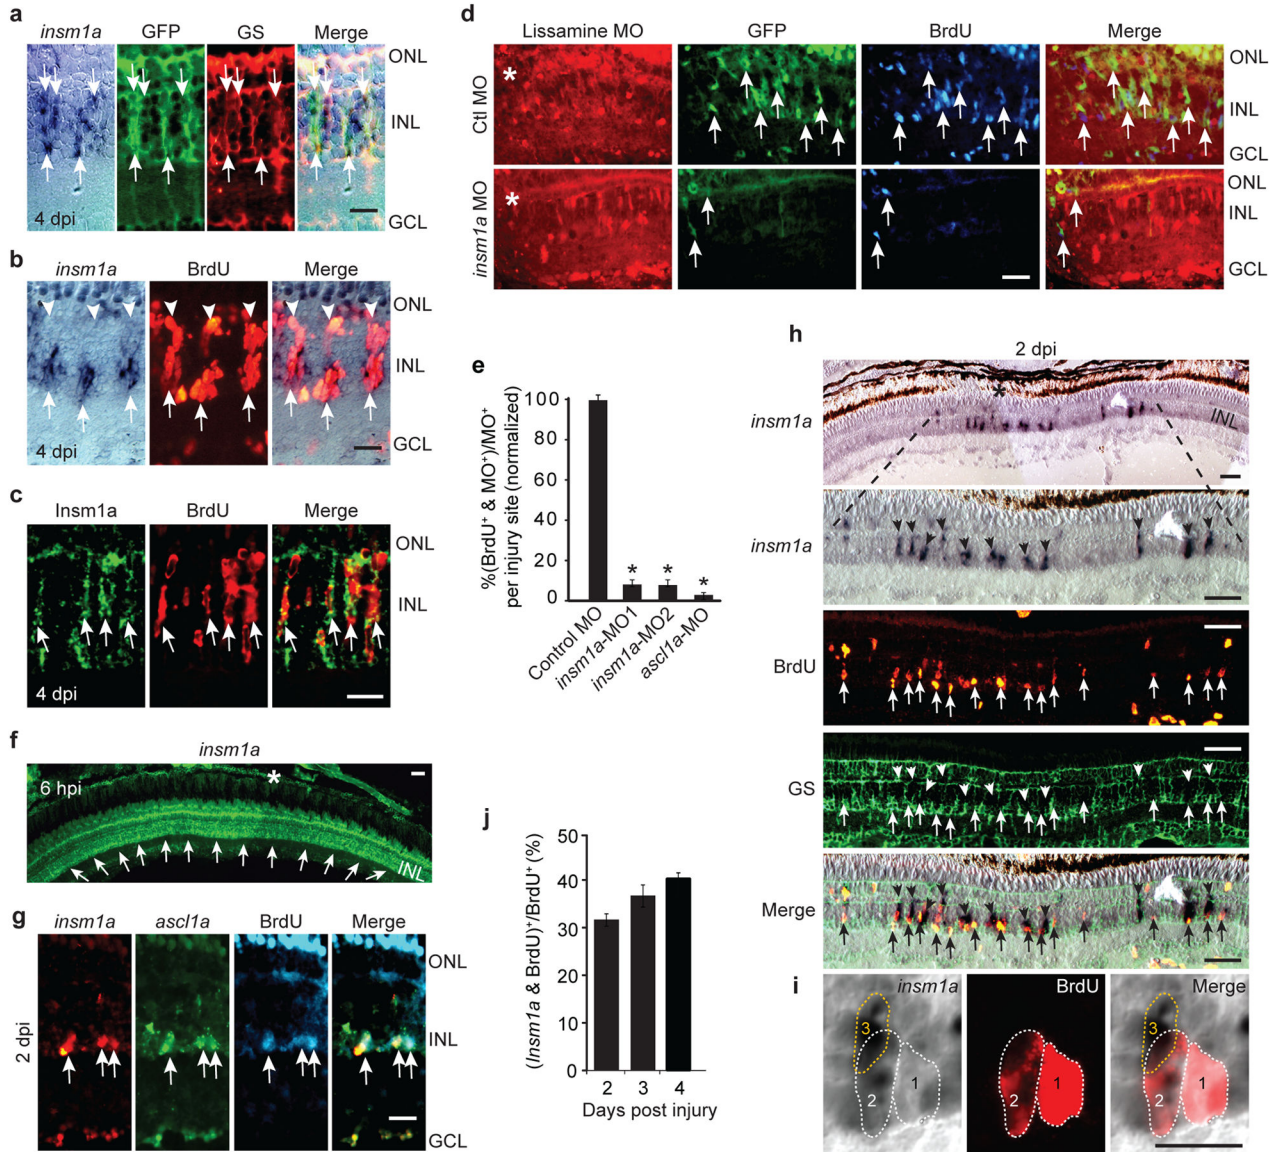 a
insm1a GFP GS Merge
ONL
INL
GCL
4 dpi
b
insm1a BrdU Merge
ONL
INL
GCL
4 dpi
c
Insm1a BrdU Merge
ONL
INL
4 dpi
d
Lissamine MO GFP BrdU Merge
Ctl MO
ONL
INL
GCL
insm1a MO
ONL
INL
GCL
* *
e
%(BrdU+ & MO+)/MO+
per injury site (normalized)
100
80
60
40
20
0
* * *
Control MO
insm1a-MO1
insm1a-MO2
ascl1a-MO
f
insm1a
6 hpi
*
INL
g
insm1a ascl1a BrdU Merge
2 dpi
ONL
INL
GCL
h
2 dpi
insm1a
*
INL
insm1a
BrdU
GS
Merge
i
insm1a BrdU Merge
3 2 1
2 1
3 2 1
j
(Insm1a & BrdU)+/BrdU+ (%)
50
40
30
20
10
0
2 3 4
Days post injury